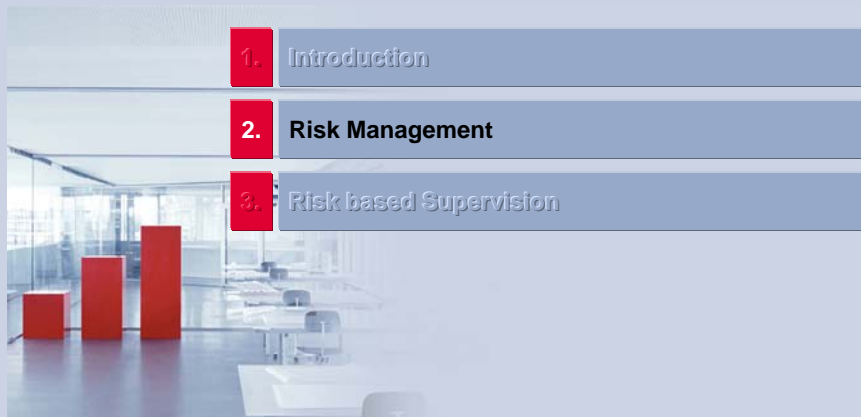 1. Introduction
2. Risk Management
3. Risk based Supervision